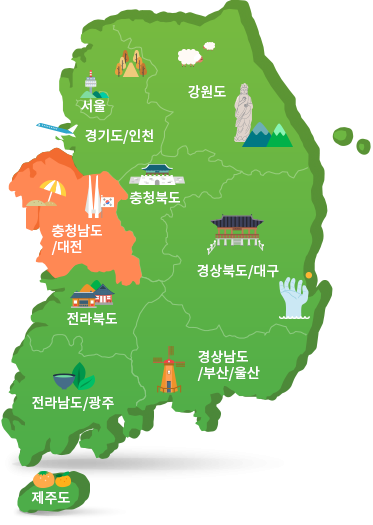 강원도
서울
경기도/인천
충청북도
충청남도
/대전
경상북도/대구
전라북도
경상남도
/부산/울산
전라남도/광주
제주도